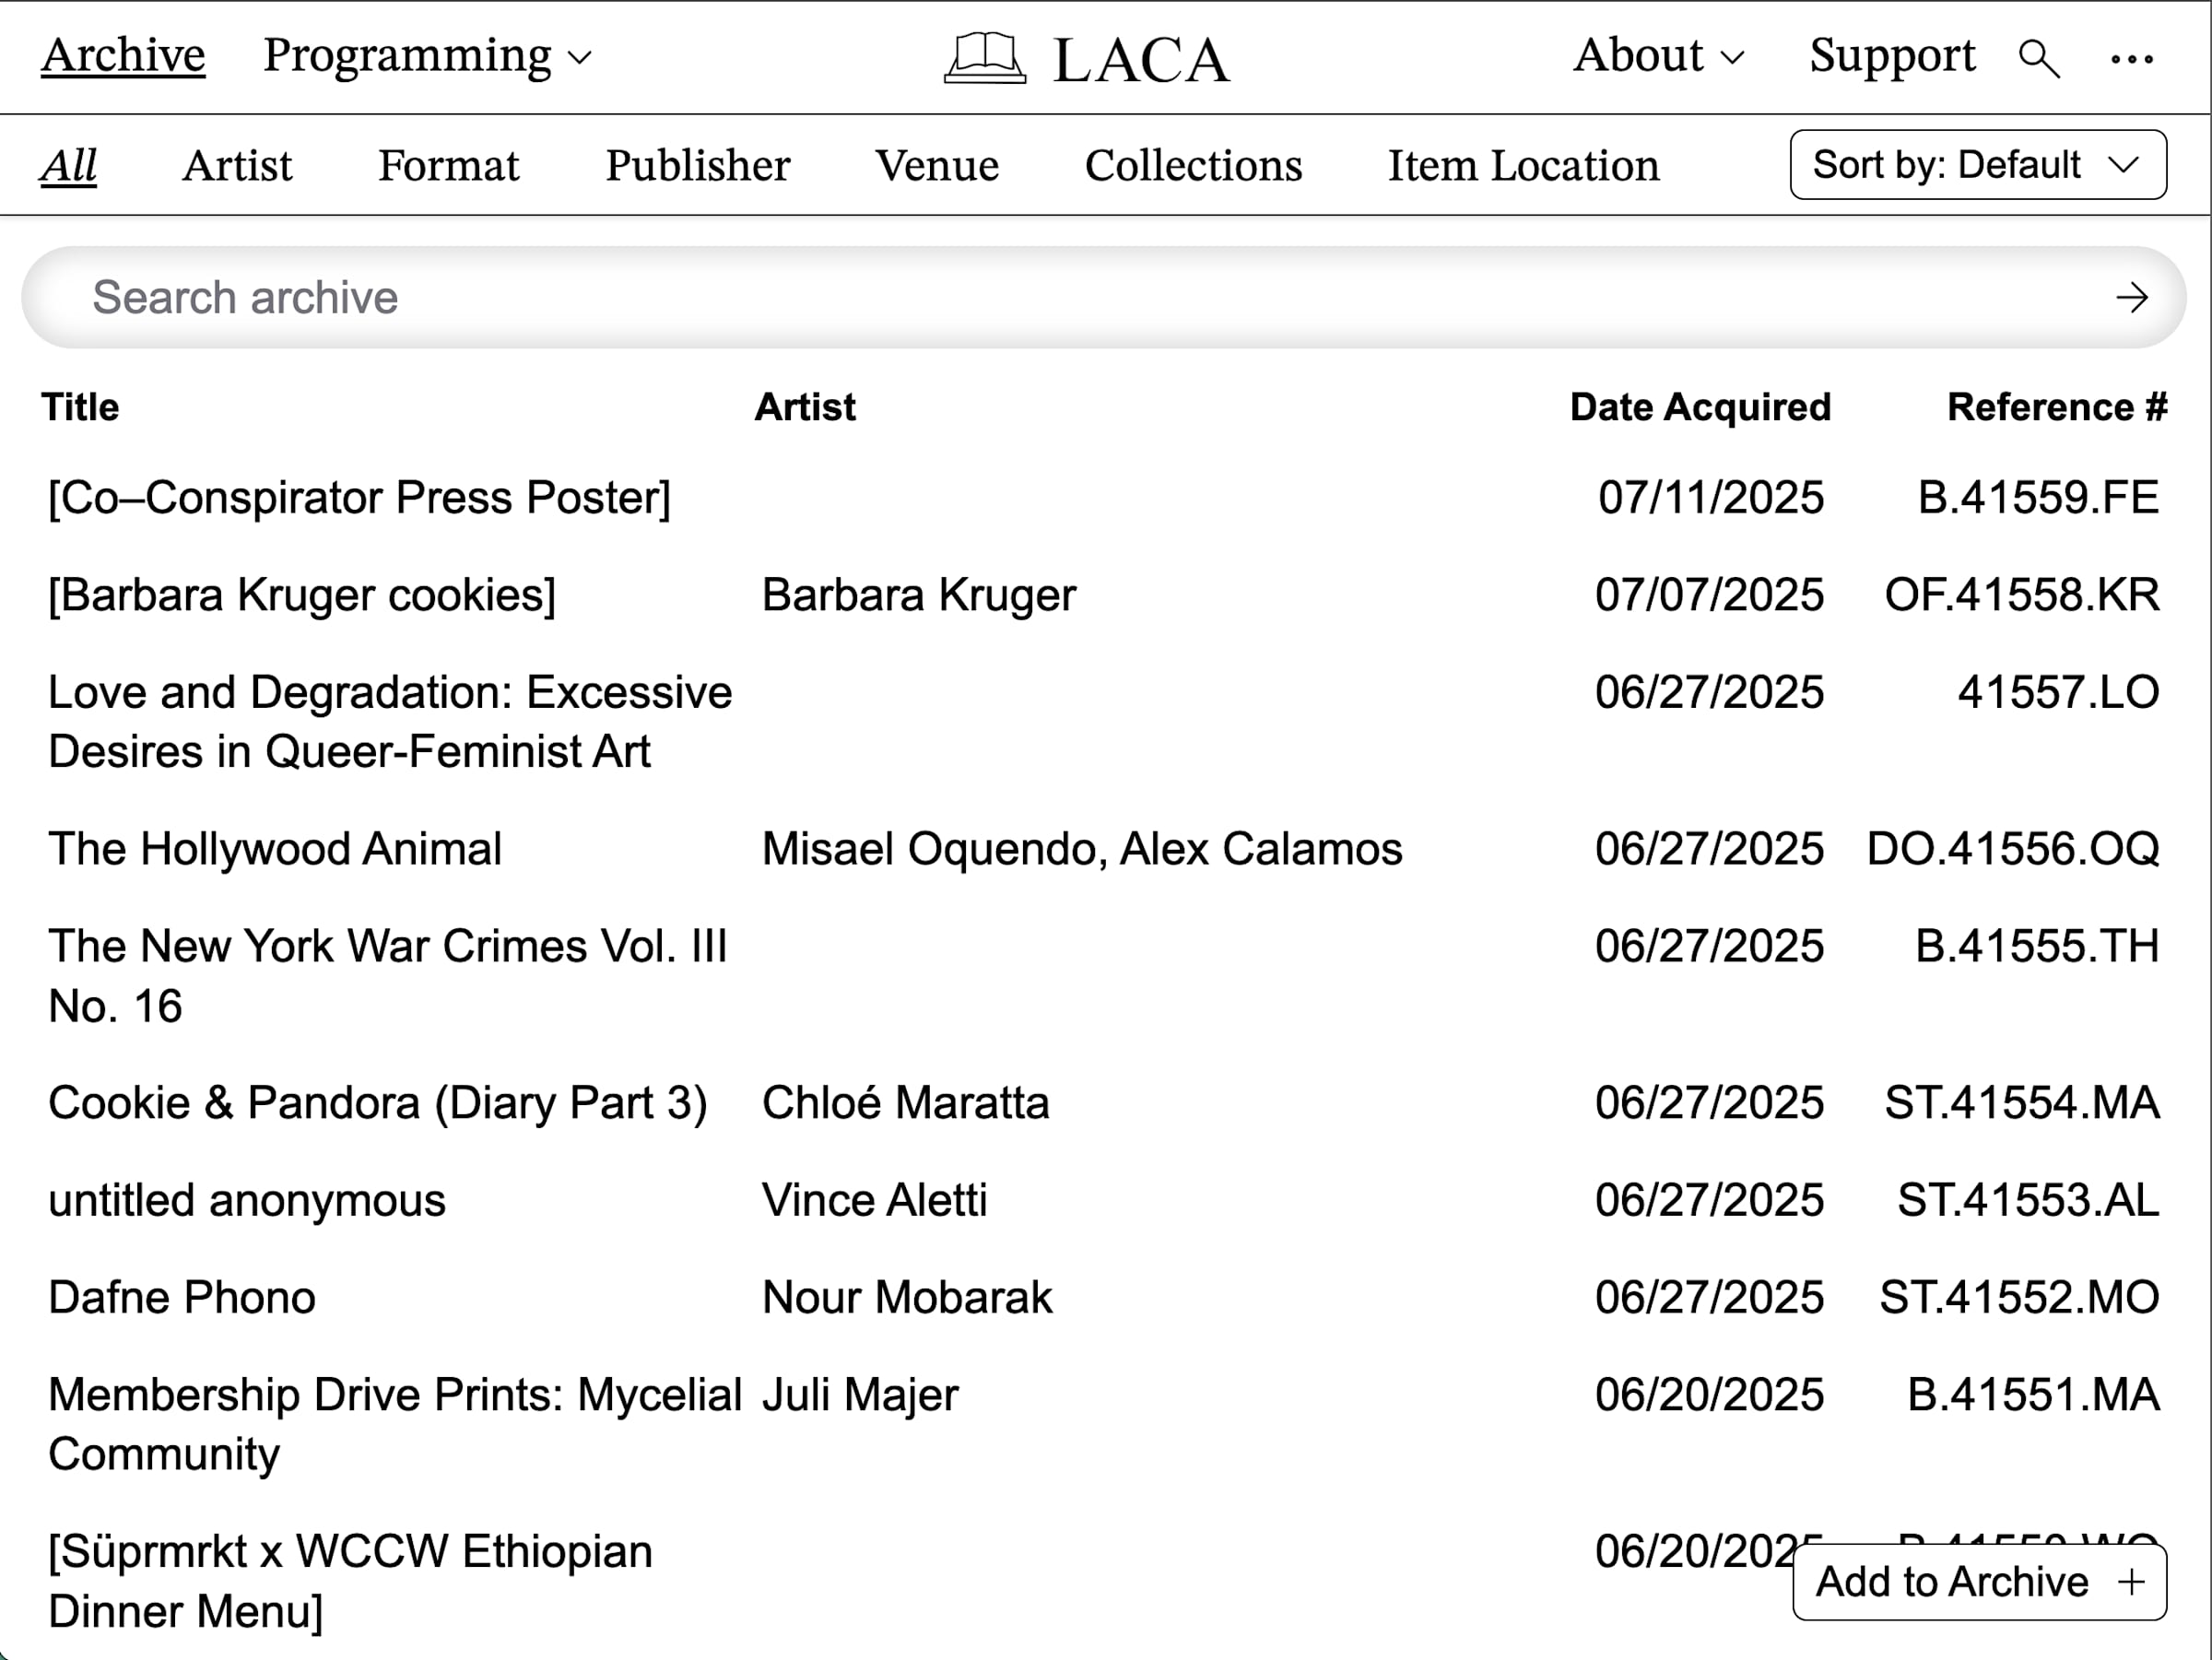 Archive Programming LACA About Support
All Artist Format Publisher Venue Collections Item Location Sort by: Default
Search archive
Title Artist Date Acquired Reference #
[Co–Conspirator Press Poster] 07/11/2025 B.41559.FE
[Barbara Kruger cookies] Barbara Kruger 07/07/2025 OF.41558.KR
Love and Degradation: Excessive 06/27/2025 41557.LO
Desires in Queer-Feminist Art
The Hollywood Animal Misael Oquendo, Alex Calamos 06/27/2025 DO.41556.OQ
The New York War Crimes Vol. III 06/27/2025 B.41555.TH
No. 16
Cookie & Pandora (Diary Part 3) Chloé Maratta 06/27/2025 ST.41554.MA
untitled anonymous Vince Aletti 06/27/2025 ST.41553.AL
Dafne Phono Nour Mobarak 06/27/2025 ST.41552.MO
Membership Drive Prints: Mycelial Juli Majer 06/20/2025 B.41551.MA
Community
[Süprmrkt x WCCW Ethiopian 06/20/2025
Dinner Menu]
Add to Archive +